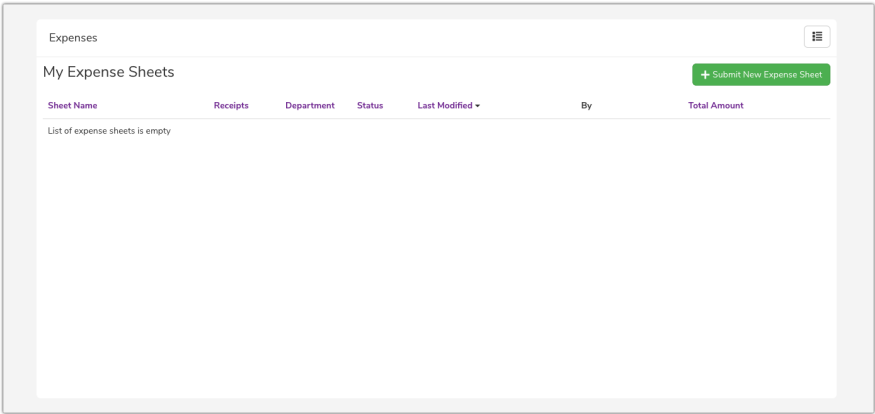 Expenses
My Expense Sheets
Submit New Expense Sheet
Sheet Name Receipts Department Status Last Modified By Total Amount
List of expense sheets is empty